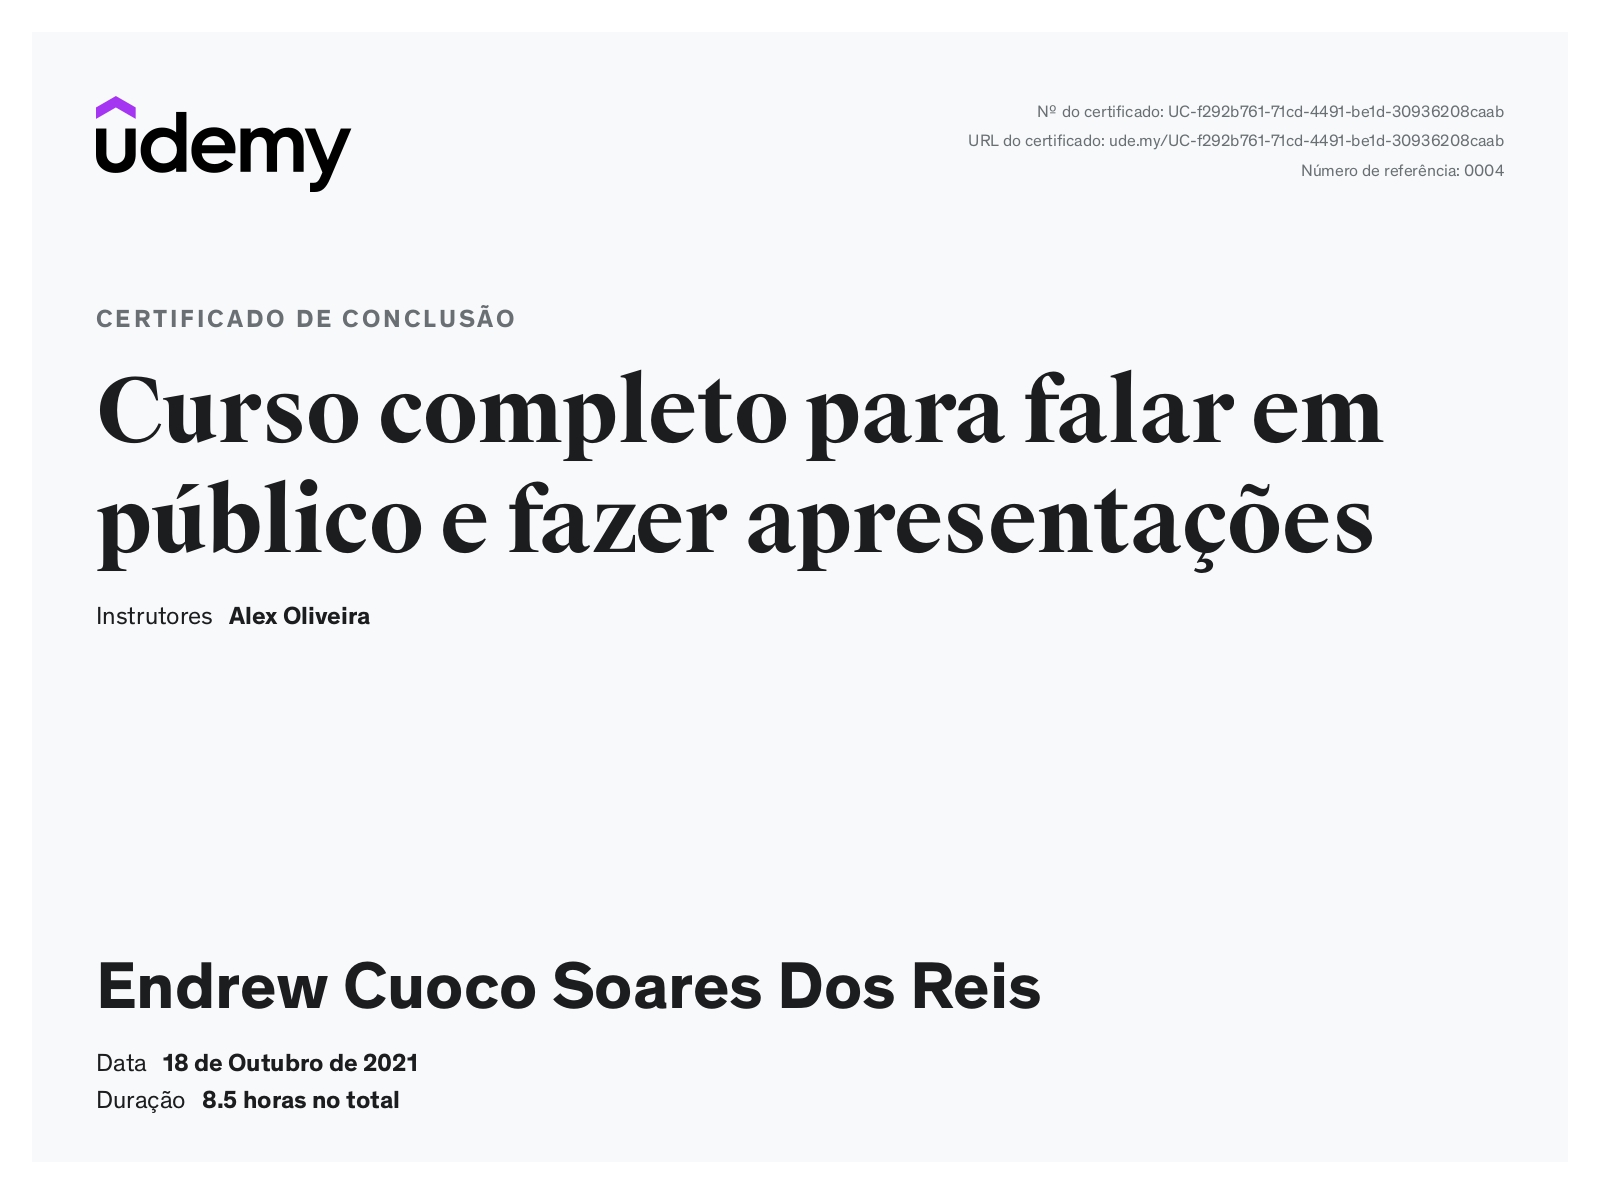 udemy
Nº do certificado: UC-f292b761-71cd-4491-be1d-30936208caab
URL do certificado: ude.my/UC-f292b761-71cd-4491-be1d-30936208caab
Número de referência: 0004
CERTIFICADO DE CONCLUSÃO
Curso completo para falar em
público e fazer apresentações
Instrutores Alex Oliveira
Endrew Cuoco Soares Dos Reis
Data 18 de Outubro de 2021
Duração 8.5 horas no total